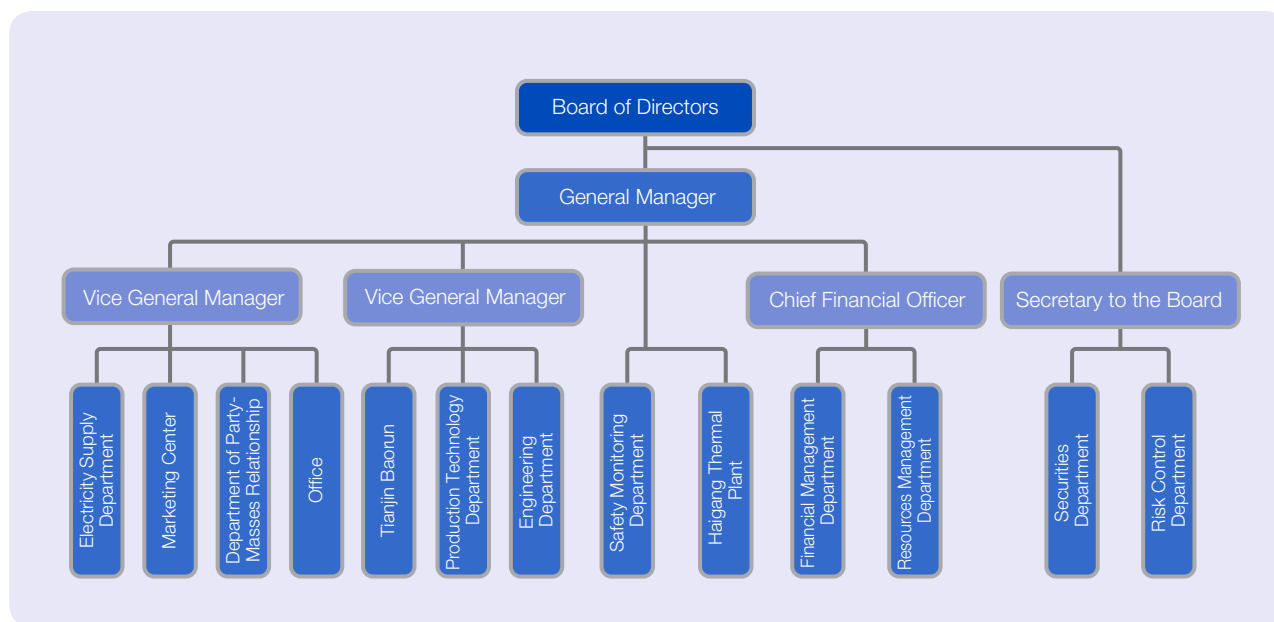 Board of Directors
General Manager
Vice General Manager
Vice General Manager
Chief Financial Officer
Secretary to the Board
Electricity Supply
Department
Marketing Center
Department of Party-
Masses Relationship
Office
Tianjin Baorun
Production Technology
Department
Engineering
Department
Safety Monitoring
Department
Haigang Thermal
Plant
Financial Management
Department
Resources Management
Department
Securities
Department
Risk Control
Department